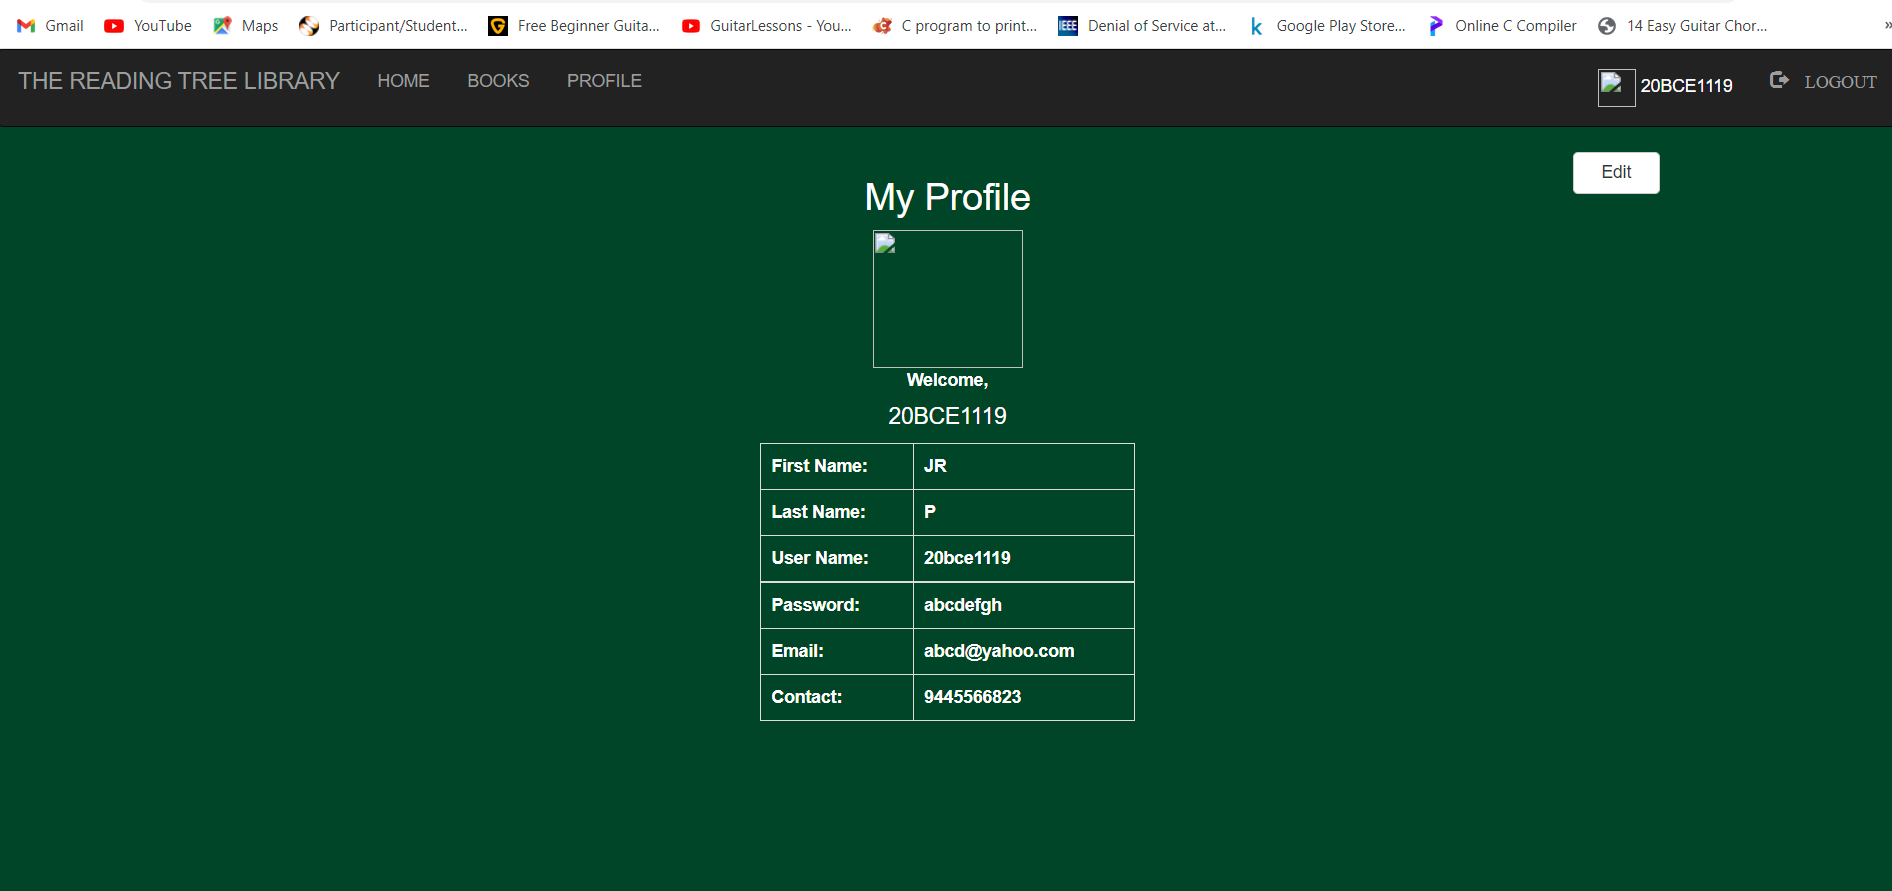 Gmail YouTube Maps Participant/Student... Free Beginner Guita... GuitarLessons - You... C program to print... IEEE Denial of Service at... k Google Play Store... Online C Compiler 14 Easy Guitar Chor... »
THE READING TREE LIBRARY HOME BOOKS PROFILE 20BCE1119 LOGOUT
Edit
My Profile
Welcome,
20BCE1119
First Name: JR
Last Name: P
User Name: 20bce1119
Password: abcdefgh
Email: abcd@yahoo.com
Contact: 9445566823